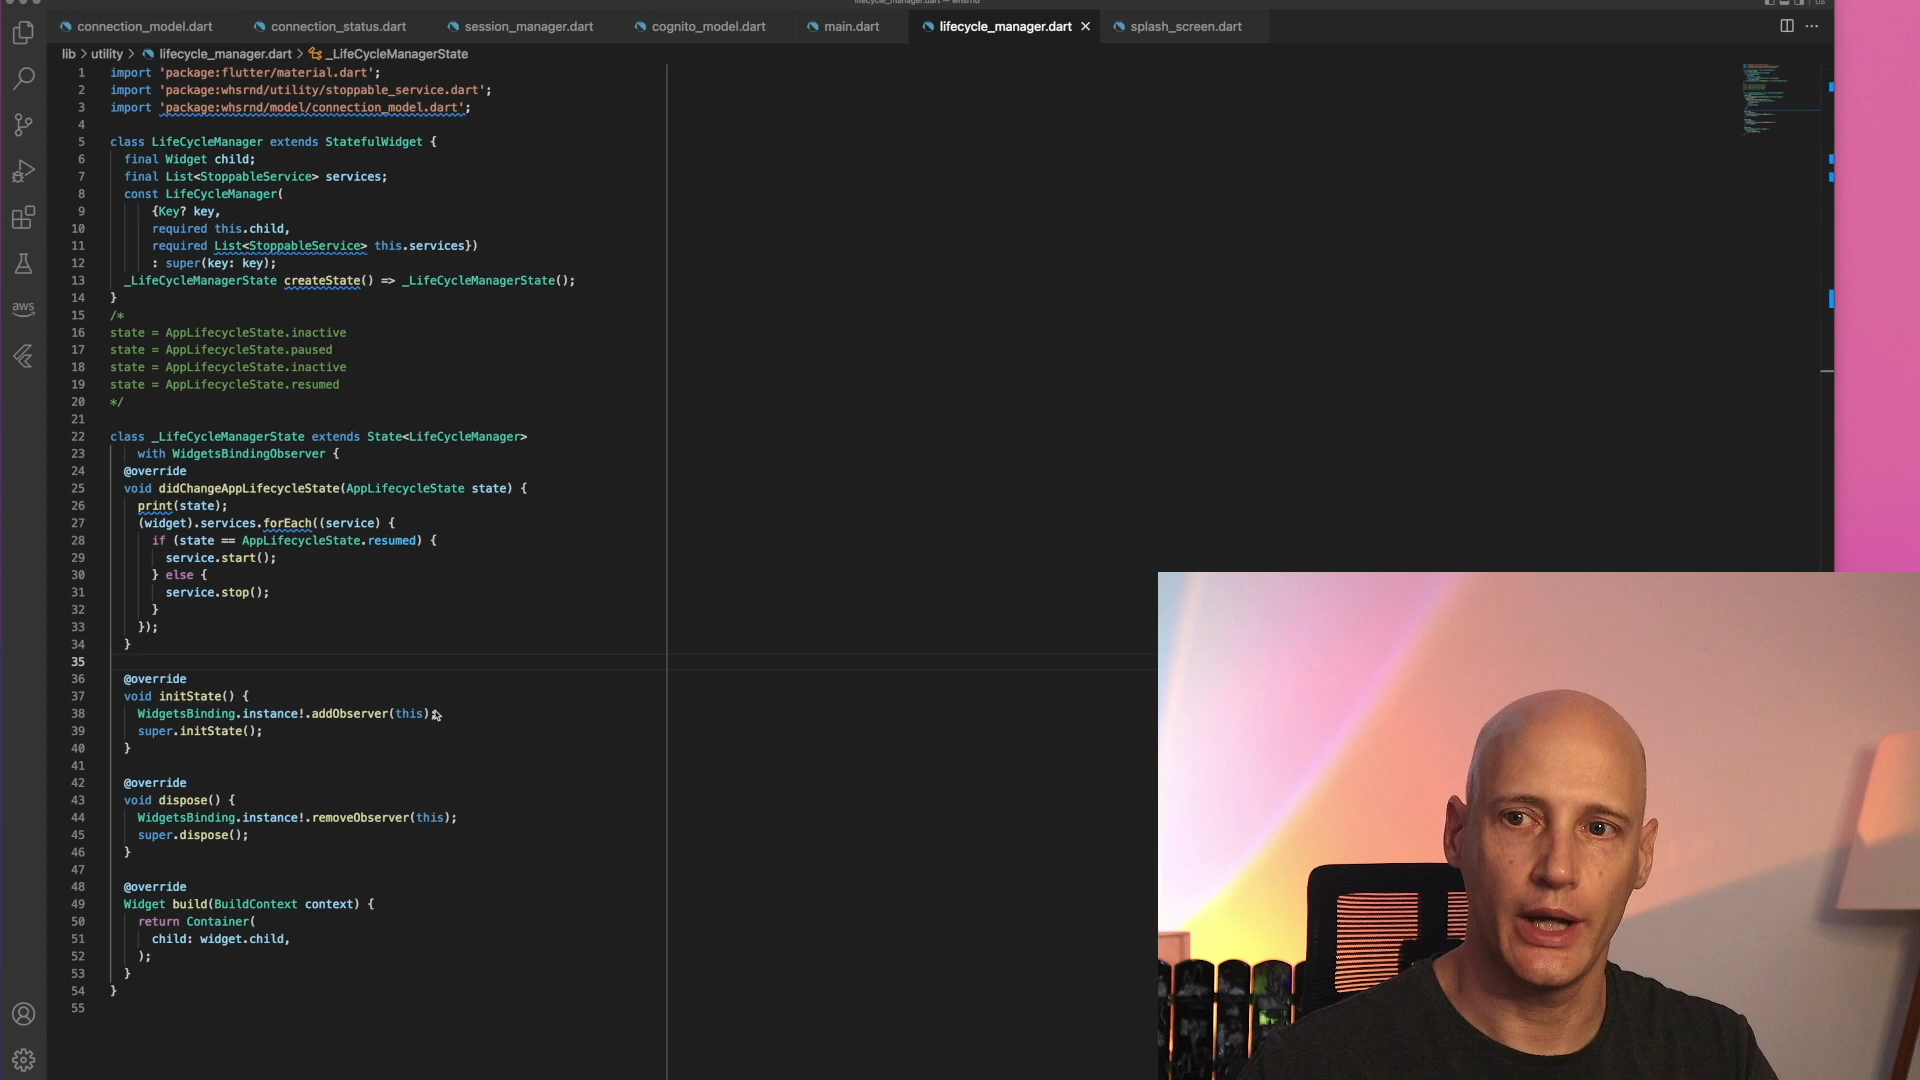 lifecycle_manager.dart — whsrnd
connection_model.dart
connection_status.dart
session_manager.dart
cognito_model.dart
main.dart
lifecycle_manager.dart
splash_screen.dart
lib > utility > lifecycle_manager.dart > _LifeCycleManagerState
1 import 'package:flutter/material.dart';
2 import 'package:whsrnd/utility/stoppable_service.dart';
3 import 'package:whsrnd/model/connection_model.dart';
4
5 class LifeCycleManager extends StatefulWidget {
6 final Widget child;
7 final List<StoppableService> services;
8 const LifeCycleManager(
9 {Key? key,
10 required this.child,
11 required List<StoppableService> this.services})
12 : super(key: key);
13 _LifeCycleManagerState createState() => _LifeCycleManagerState();
14 }
15 /*
16 state = AppLifecycleState.inactive
17 state = AppLifecycleState.paused
18 state = AppLifecycleState.inactive
19 state = AppLifecycleState.resumed
20 */
21
22 class _LifeCycleManagerState extends State<LifeCycleManager>
23 with WidgetsBindingObserver {
24 @override
25 void didChangeAppLifecycleState(AppLifecycleState state) {
26 print(state);
27 (widget).services.forEach((service) {
28 if (state == AppLifecycleState.resumed) {
29 service.start();
30 } else {
31 service.stop();
32 }
33 });
34 }
35
36 @override
37 void initState() {
38 WidgetsBinding.instance!.addObserver(this);
39 super.initState();
40 }
41
42 @override
43 void dispose() {
44 WidgetsBinding.instance!.removeObserver(this);
45 super.dispose();
46 }
47
48 @override
49 Widget build(BuildContext context) {
50 return Container(
51 child: widget.child,
52 );
53 }
54 }
55
aws